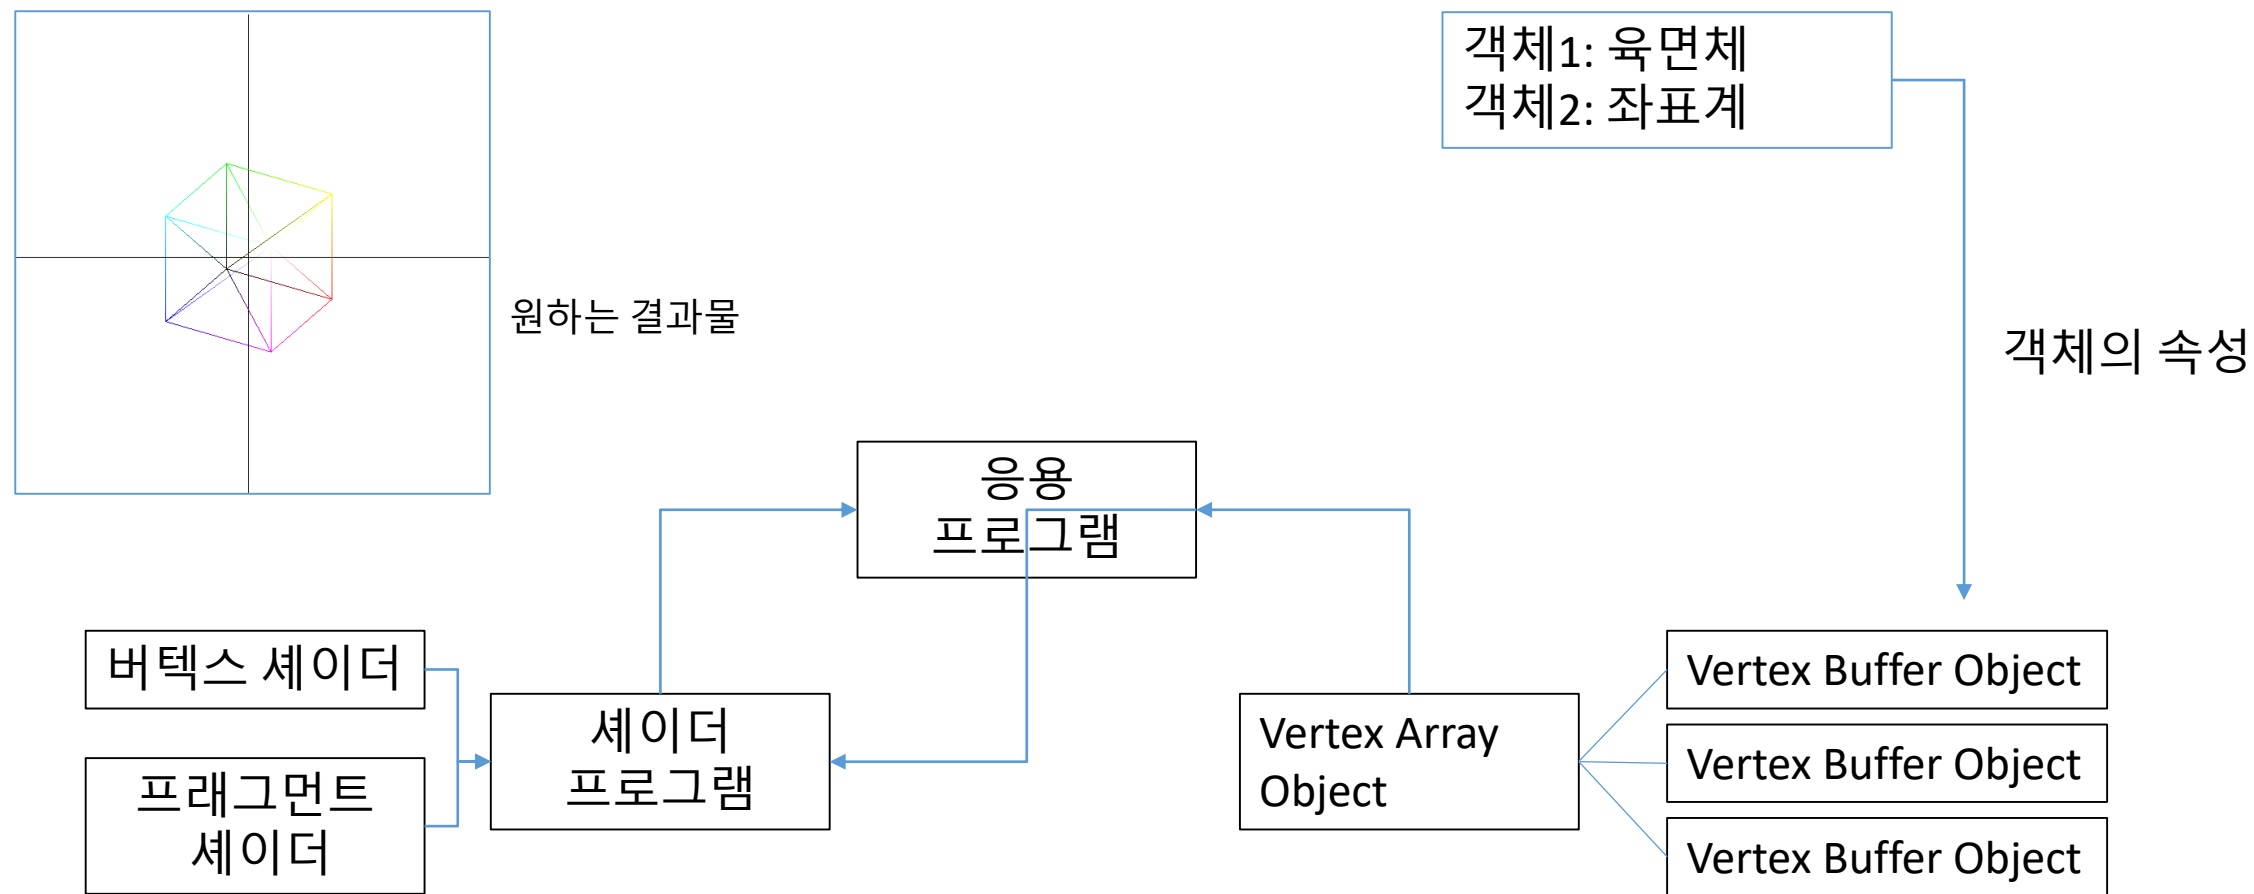 객체1: 육면체
객체2: 좌표계
원하는 결과물
객체의 속성
응용
프로그램
버텍스 셰이더
프래그먼트
셰이더
셰이더
프로그램
Vertex Array
Object
Vertex Buffer Object
Vertex Buffer Object
Vertex Buffer Object